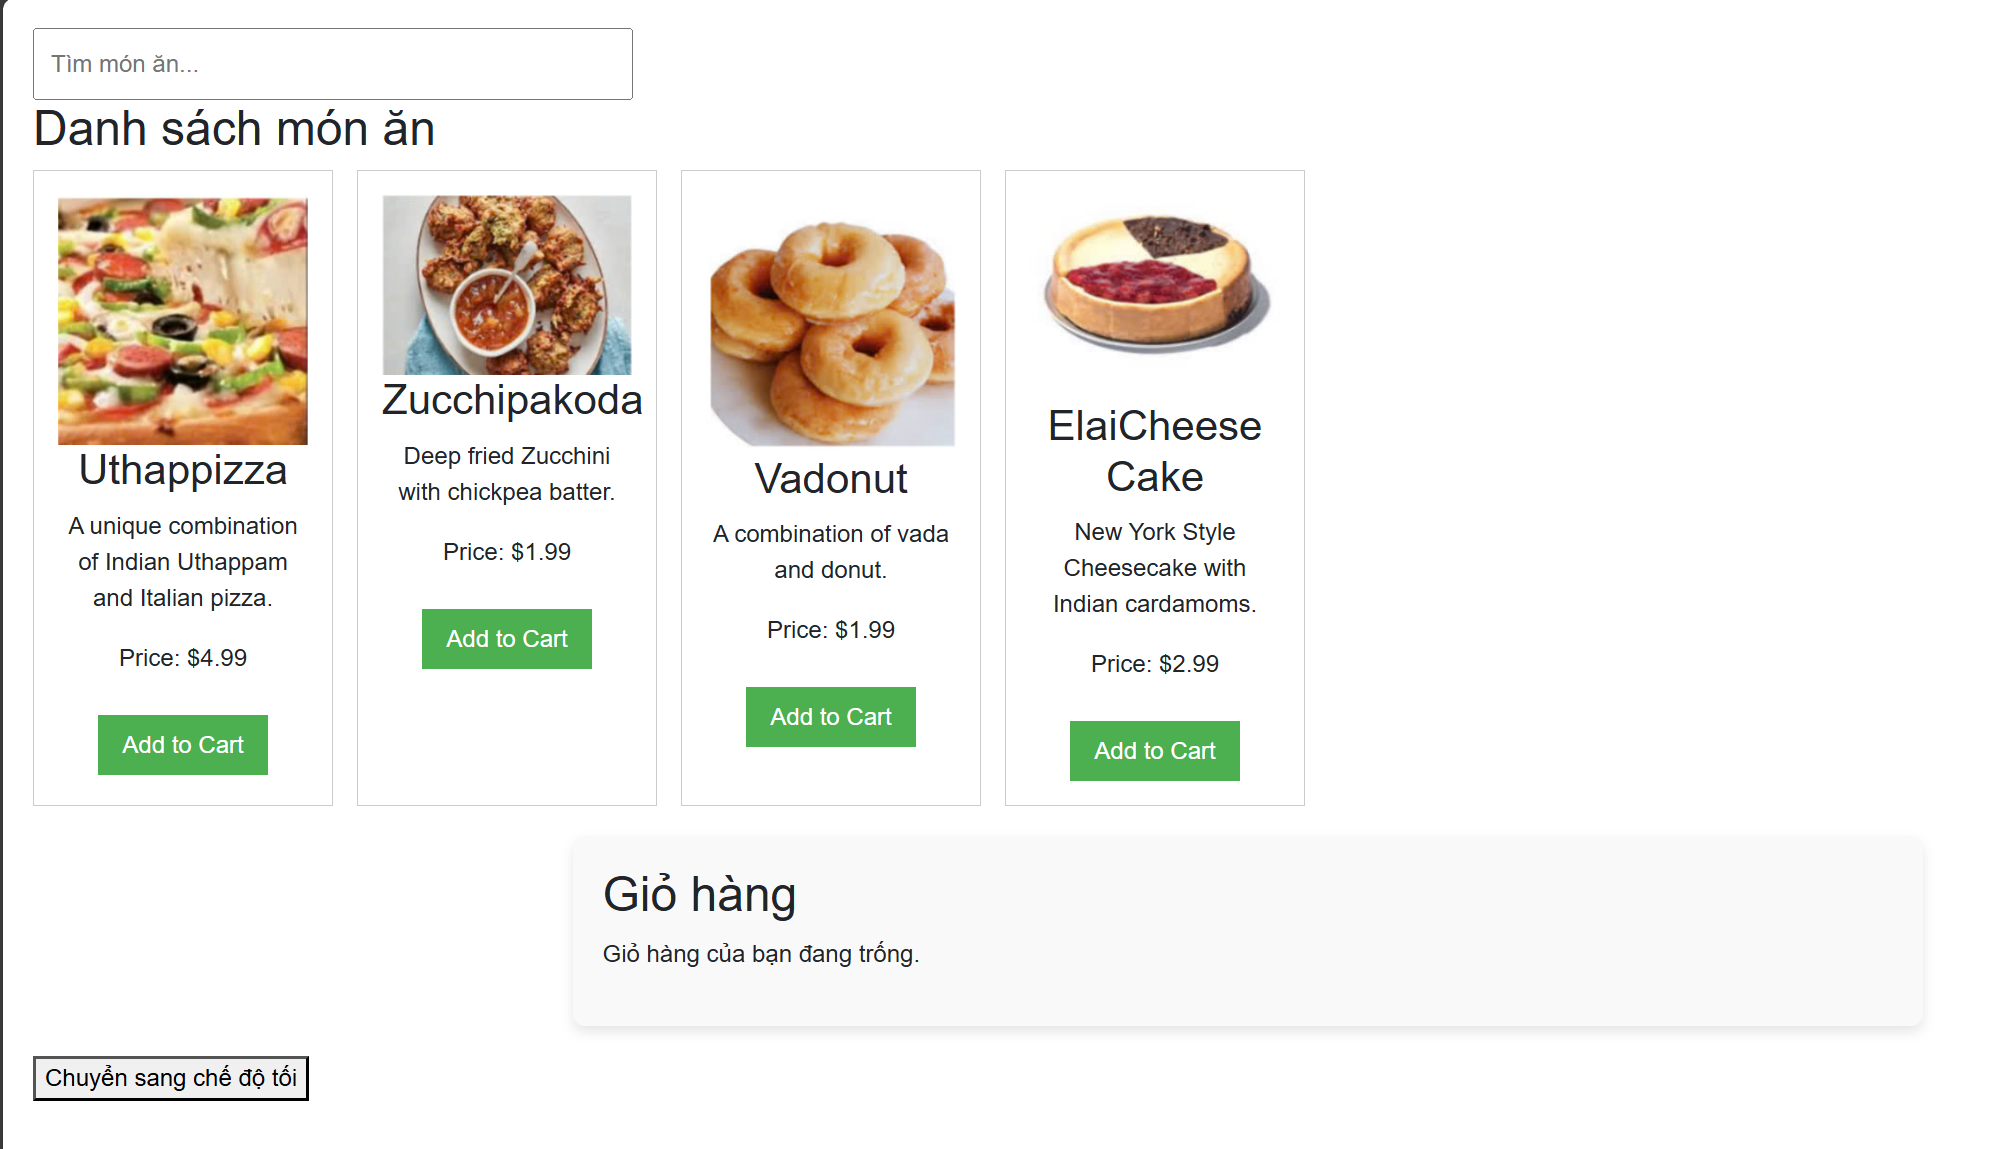 Tìm món ăn...
Danh sách món ăn
Uthappizza
A unique combination
of Indian Uthappam
and Italian pizza.
Price: $4.99
Add to Cart
Zucchipakoda
Deep fried Zucchini
with chickpea batter.
Price: $1.99
Add to Cart
Vadonut
A combination of vada
and donut.
Price: $1.99
Add to Cart
ElaiCheese
Cake
New York Style
Cheesecake with
Indian cardamoms.
Price: $2.99
Add to Cart
Giỏ hàng
Giỏ hàng của bạn đang trống.
Chuyển sang chế độ tối